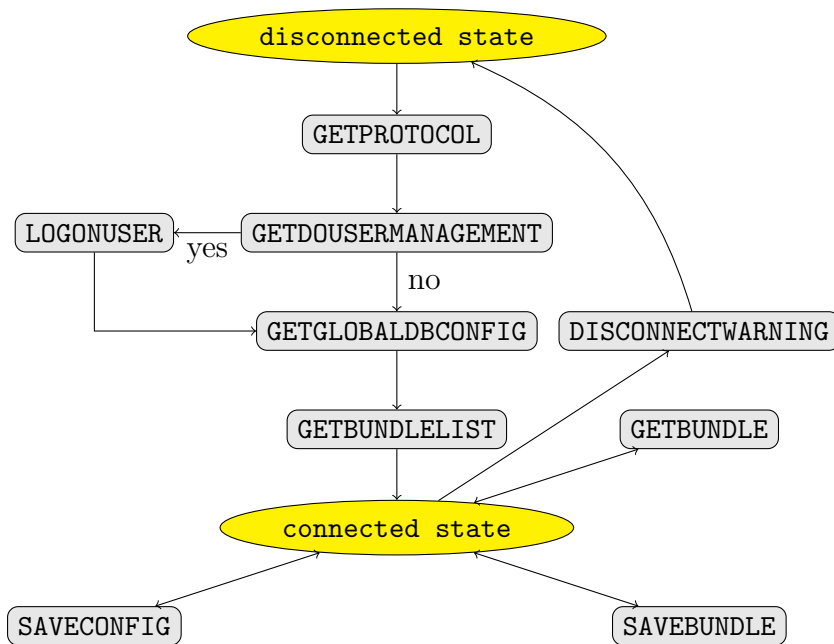 disconnected state
GETPROTOCOL
LOGONUSER
yes
GETDOUSERMANAGEMENT
no
GETGLOBALDBCONFIG
DISCONNECTWARNING
GETBUNDLELIST
GETBUNDLE
connected state
SAVECONFIG
SAVEBUNDLE